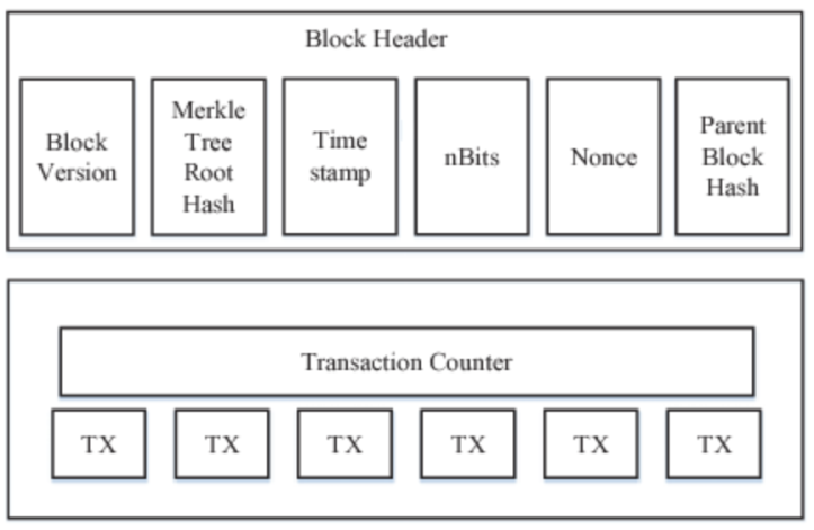 Block Header
Block
Version
Merkle
Tree
Root
Hash
Time
stamp
nBits
Nonce
Parent
Block
Hash
Transaction Counter
TX
TX
TX
TX
TX
TX